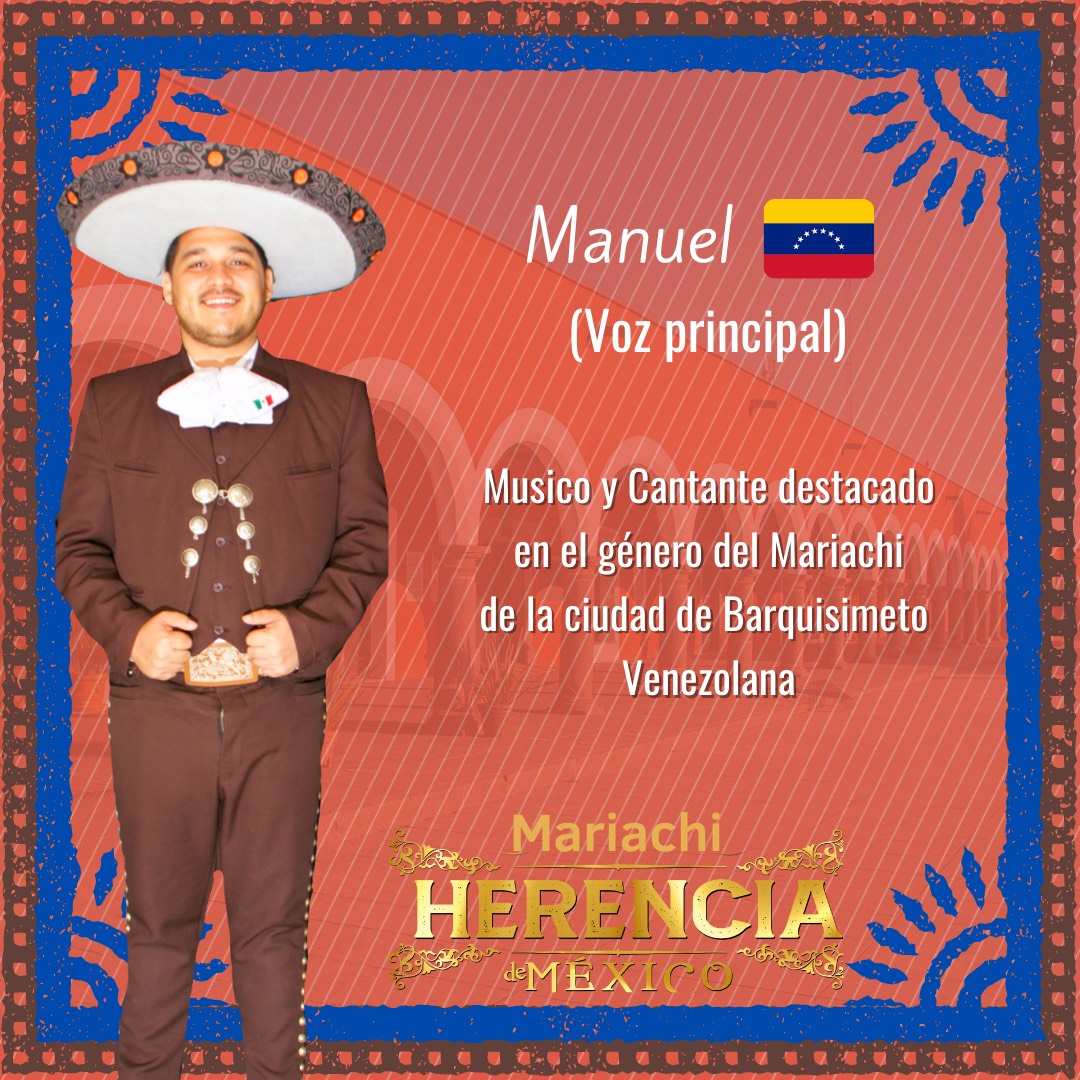 Manuel
(Voz principal)
Musico y Cantante destacado
en el género del Mariachi
de la ciudad de Barquisimeto
Venezolana
Mariachi
HERENCIA
de MÉXICO